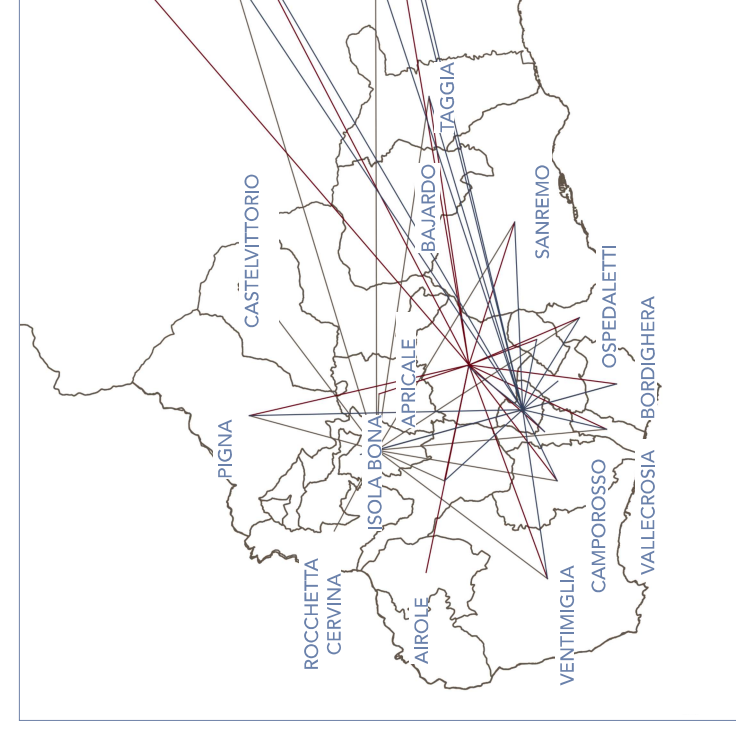 PIGNA
CASTELVITTORIO
ROCCHETTA
CERVINA
ISOLA BONA
APRICALE
BAJARDO
TAGGIA
AIROLE
SANREMO
VENTIMIGLIA
CAMPOROSSO
OSPEDALETTI
VALLECROSIA
BORDIGHERA